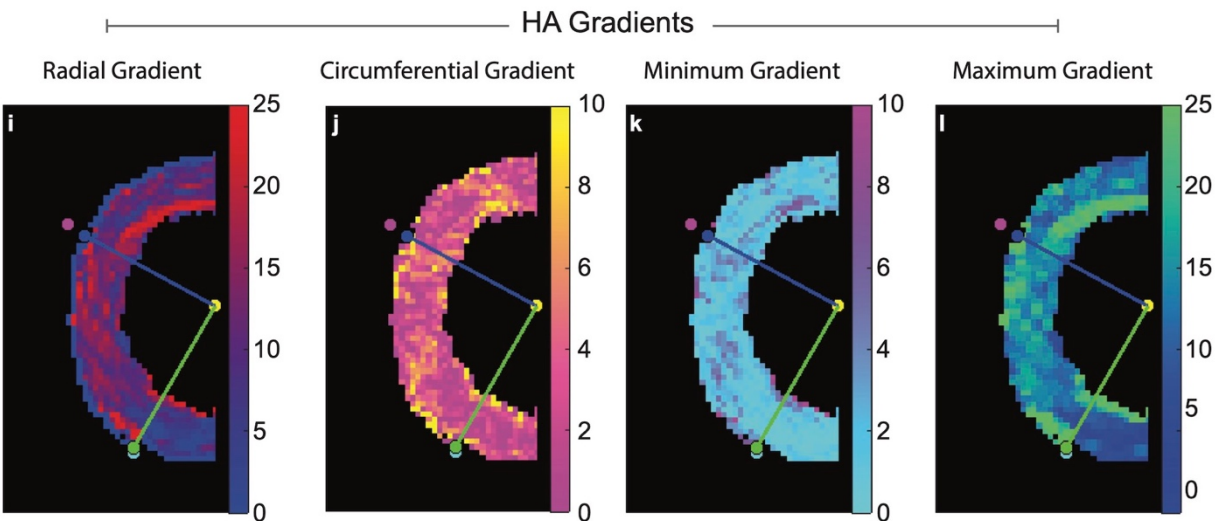 HA Gradients
Radial Gradient
Circumferential Gradient
Minimum Gradient
Maximum Gradient
i
25
20
15
10
5
0
j
10
8
6
4
2
0
k
10
8
6
4
2
0
l
25
20
15
10
5
0